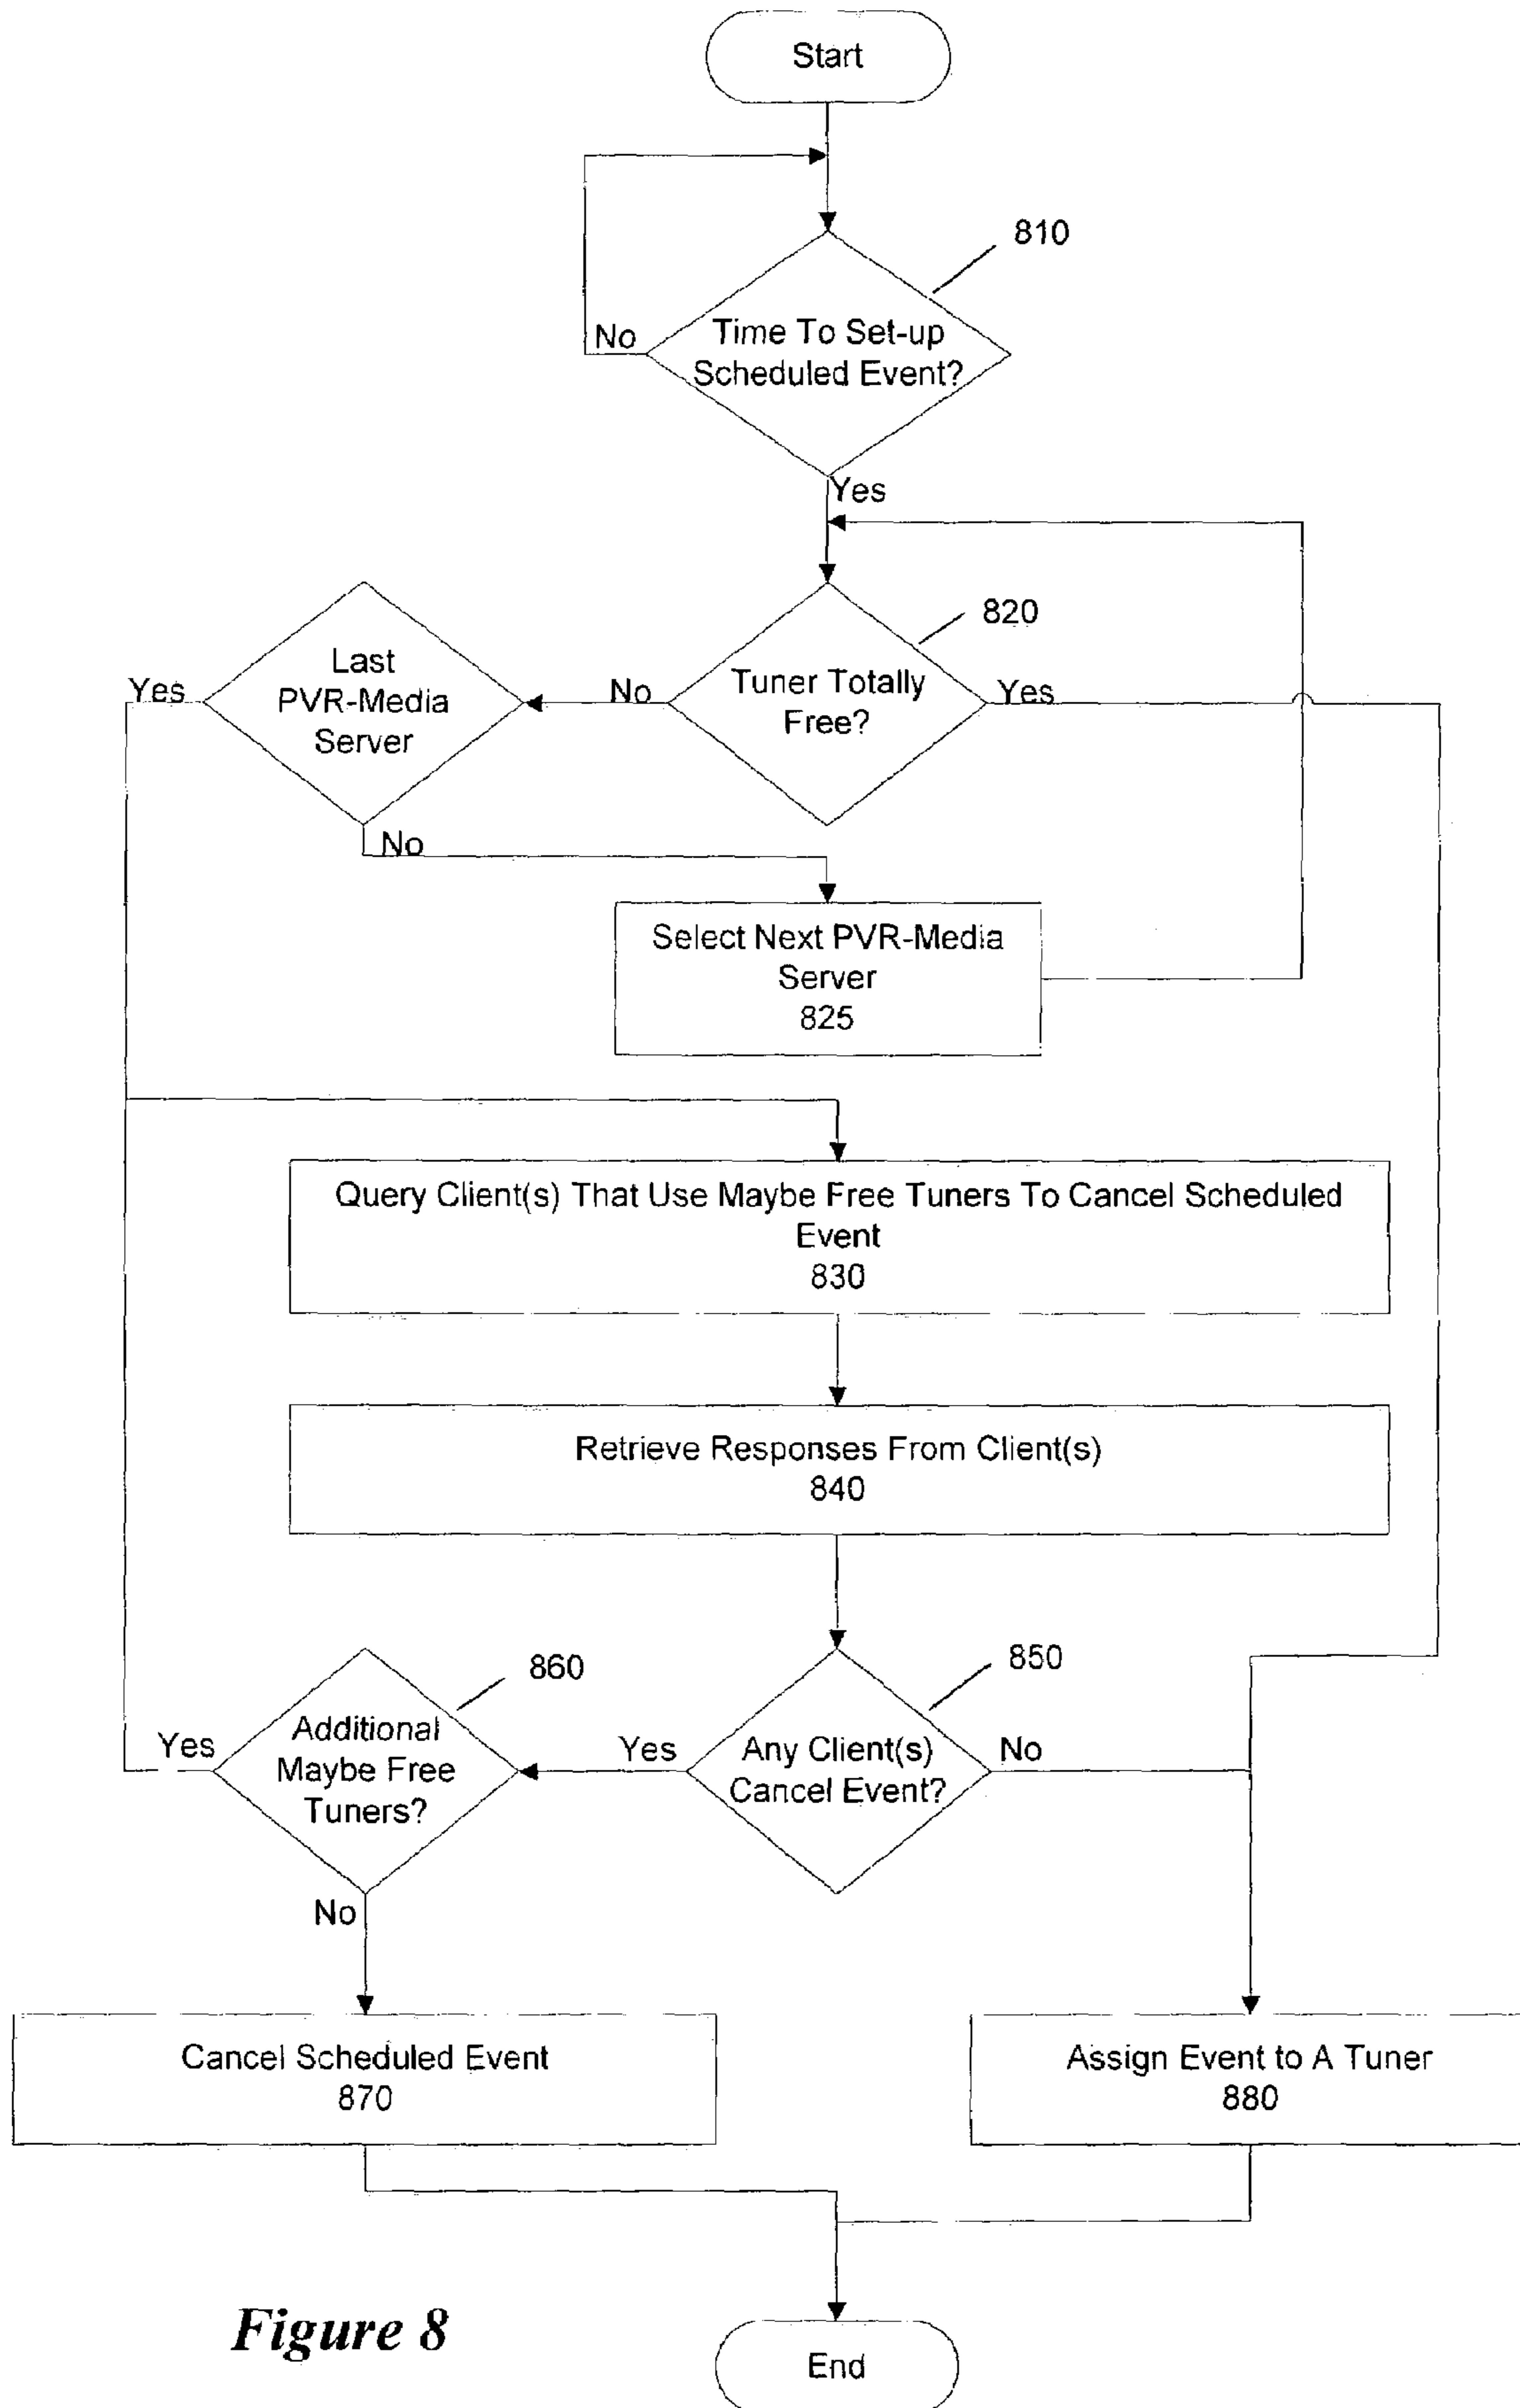 Start
810
No
Time To Set-up
Scheduled Event?
Yes
820
Last
PVR-Media
Server
Yes
No
Tuner Totally
Free?
Yes
No
Select Next PVR-Media
Server
825
Query Client(s) That Use Maybe Free Tuners To Cancel Scheduled
Event
830
Retrieve Responses From Client(s)
840
860
850
Yes
Additional
Maybe Free
Tuners?
Yes
Any Client(s)
Cancel Event?
No
No
Cancel Scheduled Event
870
Assign Event to A Tuner
880
Figure 8
End